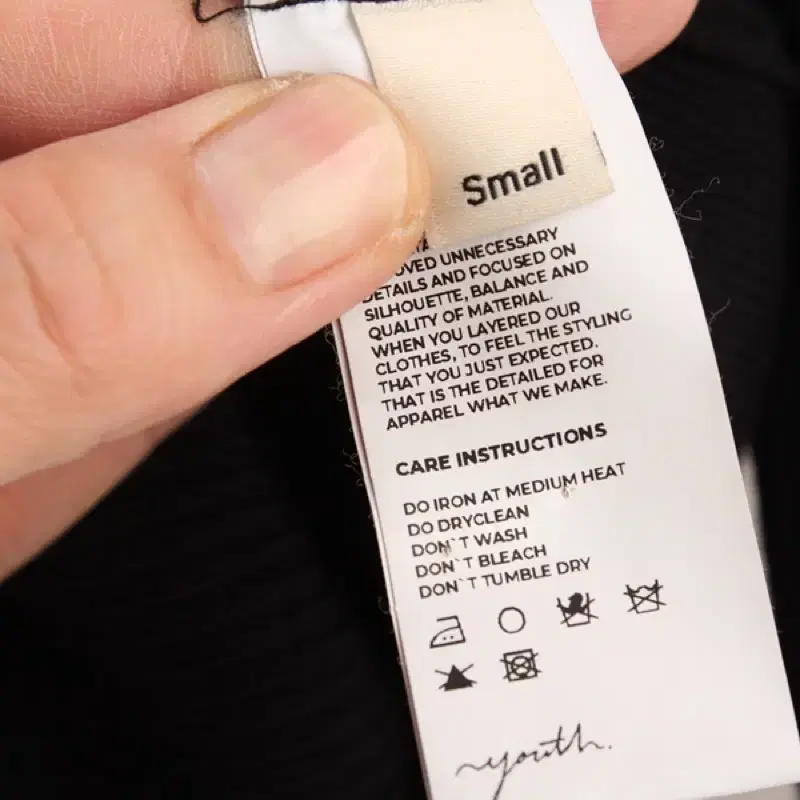 Small
UNNECESSARY
DETAILS AND FOCUSED ON
SILHOUETTE, BALANCE AND
QUALITY OF MATERIAL.
WHEN YOU LAYERED OUR
CLOTHES, TO FEEL THE STYLING
THAT YOU JUST EXPECTED.
THAT IS THE DETAILED FOR
APPAREL WHAT WE MAKE.
CARE INSTRUCTIONS
DO IRON AT MEDIUM HEAT
DO DRYCLEAN
DON`T WASH
DON`T BLEACH
DON`T TUMBLE DRY
youth.